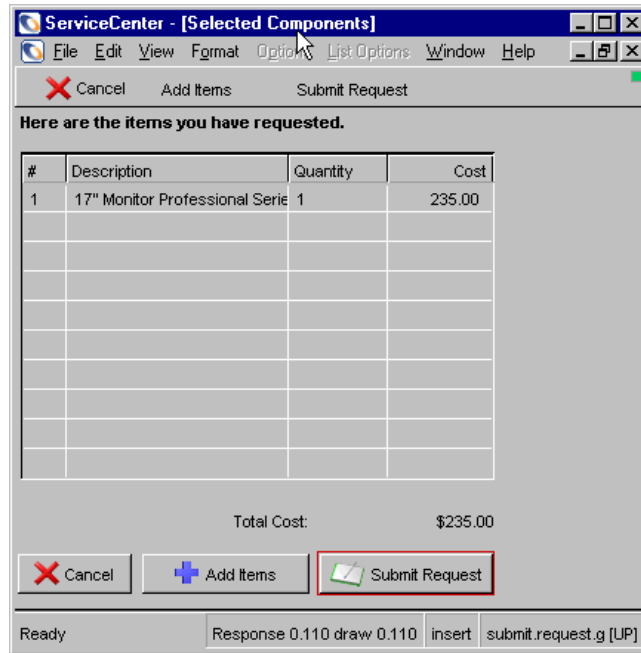 ServiceCenter - [Selected Components]
File Edit View Format Options List Options Window Help
Cancel Add Items Submit Request
Here are the items you have requested.
# Description Quantity Cost
1 17" Monitor Professional Serie 1 235.00
Total Cost: $235.00
Cancel Add Items Submit Request
Ready Response 0.110 draw 0.110 insert submit.request.g [UP]